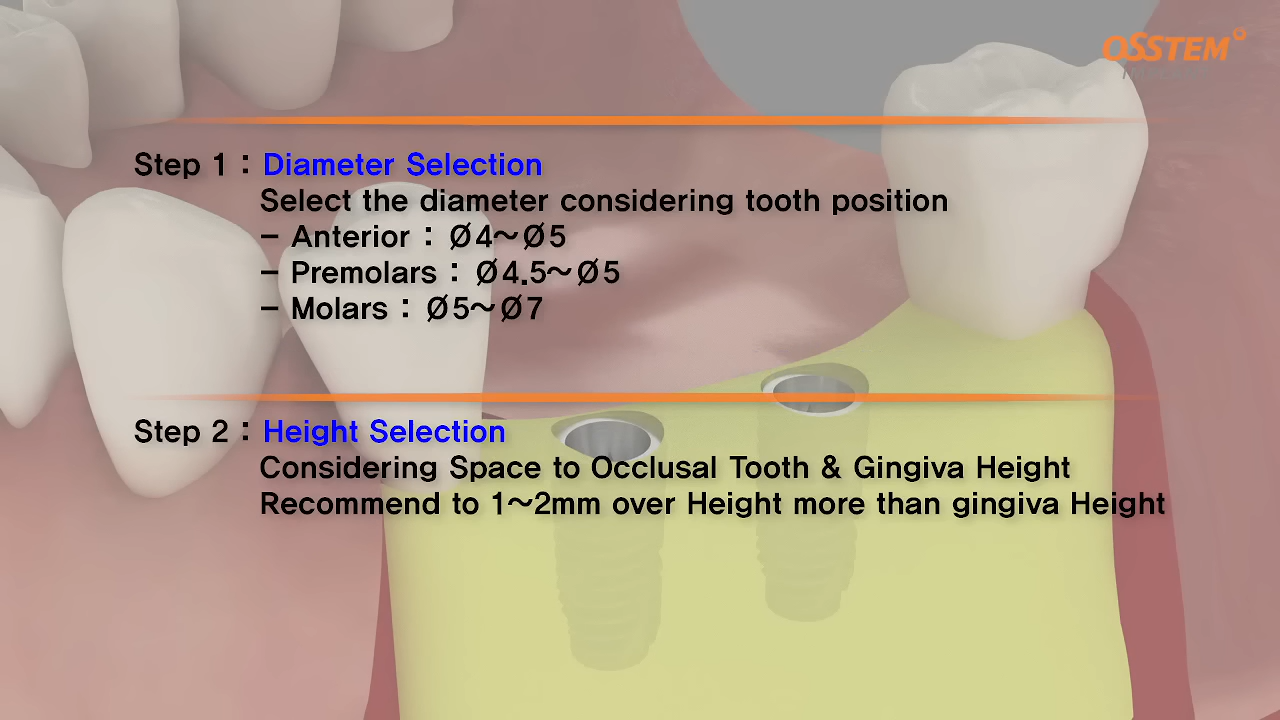 OSSTEM
Step 1 : Diameter Selection
Select the diameter considering tooth position
- Anterior : Ø4~Ø5
- Premolars : Ø4.5~Ø5
- Molars : Ø5~Ø7
Step 2 : Height Selection
Considering Space to Occlusal Tooth & Gingiva Height
Recommend to 1~2mm over Height more than gingiva Height